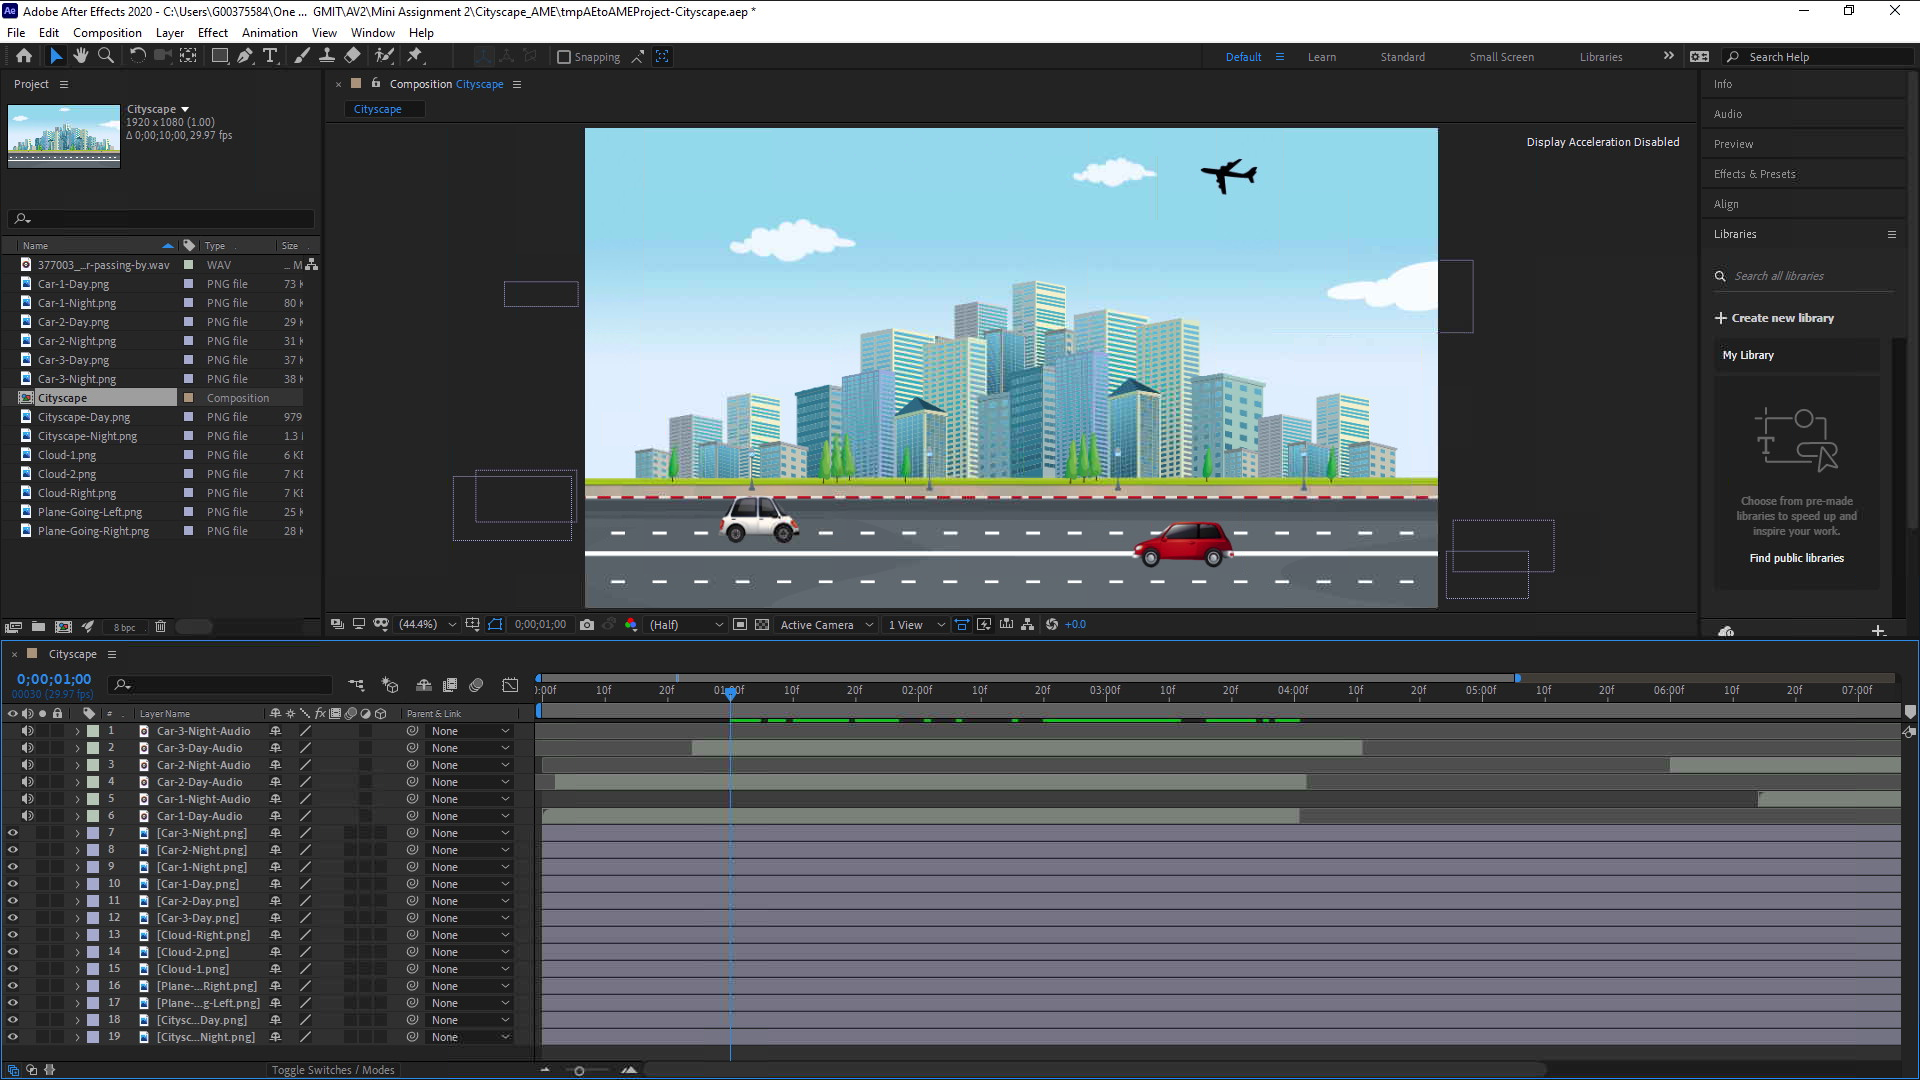 Ae Adobe After Effects 2020 - C:\Users\G00375584\One ... GMIT\AV2\Mini Assignment 2\Cityscape_AME\tmpAEtoAMEProject-Cityscape.aep *
File Edit Composition Layer Effect Animation View Window Help
Snapping Default Learn Standard Small Screen Libraries Search Help
Project
Cityscape
1920 x 1080 (1.00)
Δ 0;00;10;00, 29.97 fps
Name Type Size
377003_...r-passing-by.wav WAV ... M
Car-1-Day.png PNG file 73 K
Car-1-Night.png PNG file 80 K
Car-2-Day.png PNG file 29 K
Car-2-Night.png PNG file 31 K
Car-3-Day.png PNG file 37 K
Car-3-Night.png PNG file 38 K
Cityscape Composition
Cityscape-Day.png PNG file 979
Cityscape-Night.png PNG file 1.3
Cloud-1.png PNG file 6 KE
Cloud-2.png PNG file 7 KE
Cloud-Right.png PNG file 7 KE
Plane-Going-Left.png PNG file 25 K
Plane-Going-Right.png PNG file 28 K
8 bpc
Composition Cityscape
Cityscape
Display Acceleration Disabled
(44.4%) 0;00;01;00 (Half) Active Camera 1 View +0.0
Info
Audio
Preview
Effects & Presets
Align
Libraries
Search all libraries
Create new library
My Library
Choose from pre-made
libraries to speed up and
inspire your work.
Find public libraries
Cityscape
0;00;01;00
00030 (29.97 fps)
):00f 10f 20f 01:00f 10f 20f 02:00f 10f 20f 03:00f 10f 20f 04:00f 10f 20f 05:00f 10f 20f 06:00f 10f 20f 07:00f
# Layer Name fx Parent & Link
1 Car-3-Night-Audio None
2 Car-3-Day-Audio None
3 Car-2-Night-Audio None
4 Car-2-Day-Audio None
5 Car-1-Night-Audio None
6 Car-1-Day-Audio None
7 [Car-3-Night.png] None
8 [Car-2-Night.png] None
9 [Car-1-Night.png] None
10 [Car-1-Day.png] None
11 [Car-2-Day.png] None
12 [Car-3-Day.png] None
13 [Cloud-Right.png] None
14 [Cloud-2.png] None
15 [Cloud-1.png] None
16 [Plane-...Right.png] None
17 [Plane-...g-Left.png] None
18 [Citysc...Day.png] None
19 [Citysc...Night.png] None
Toggle Switches / Modes